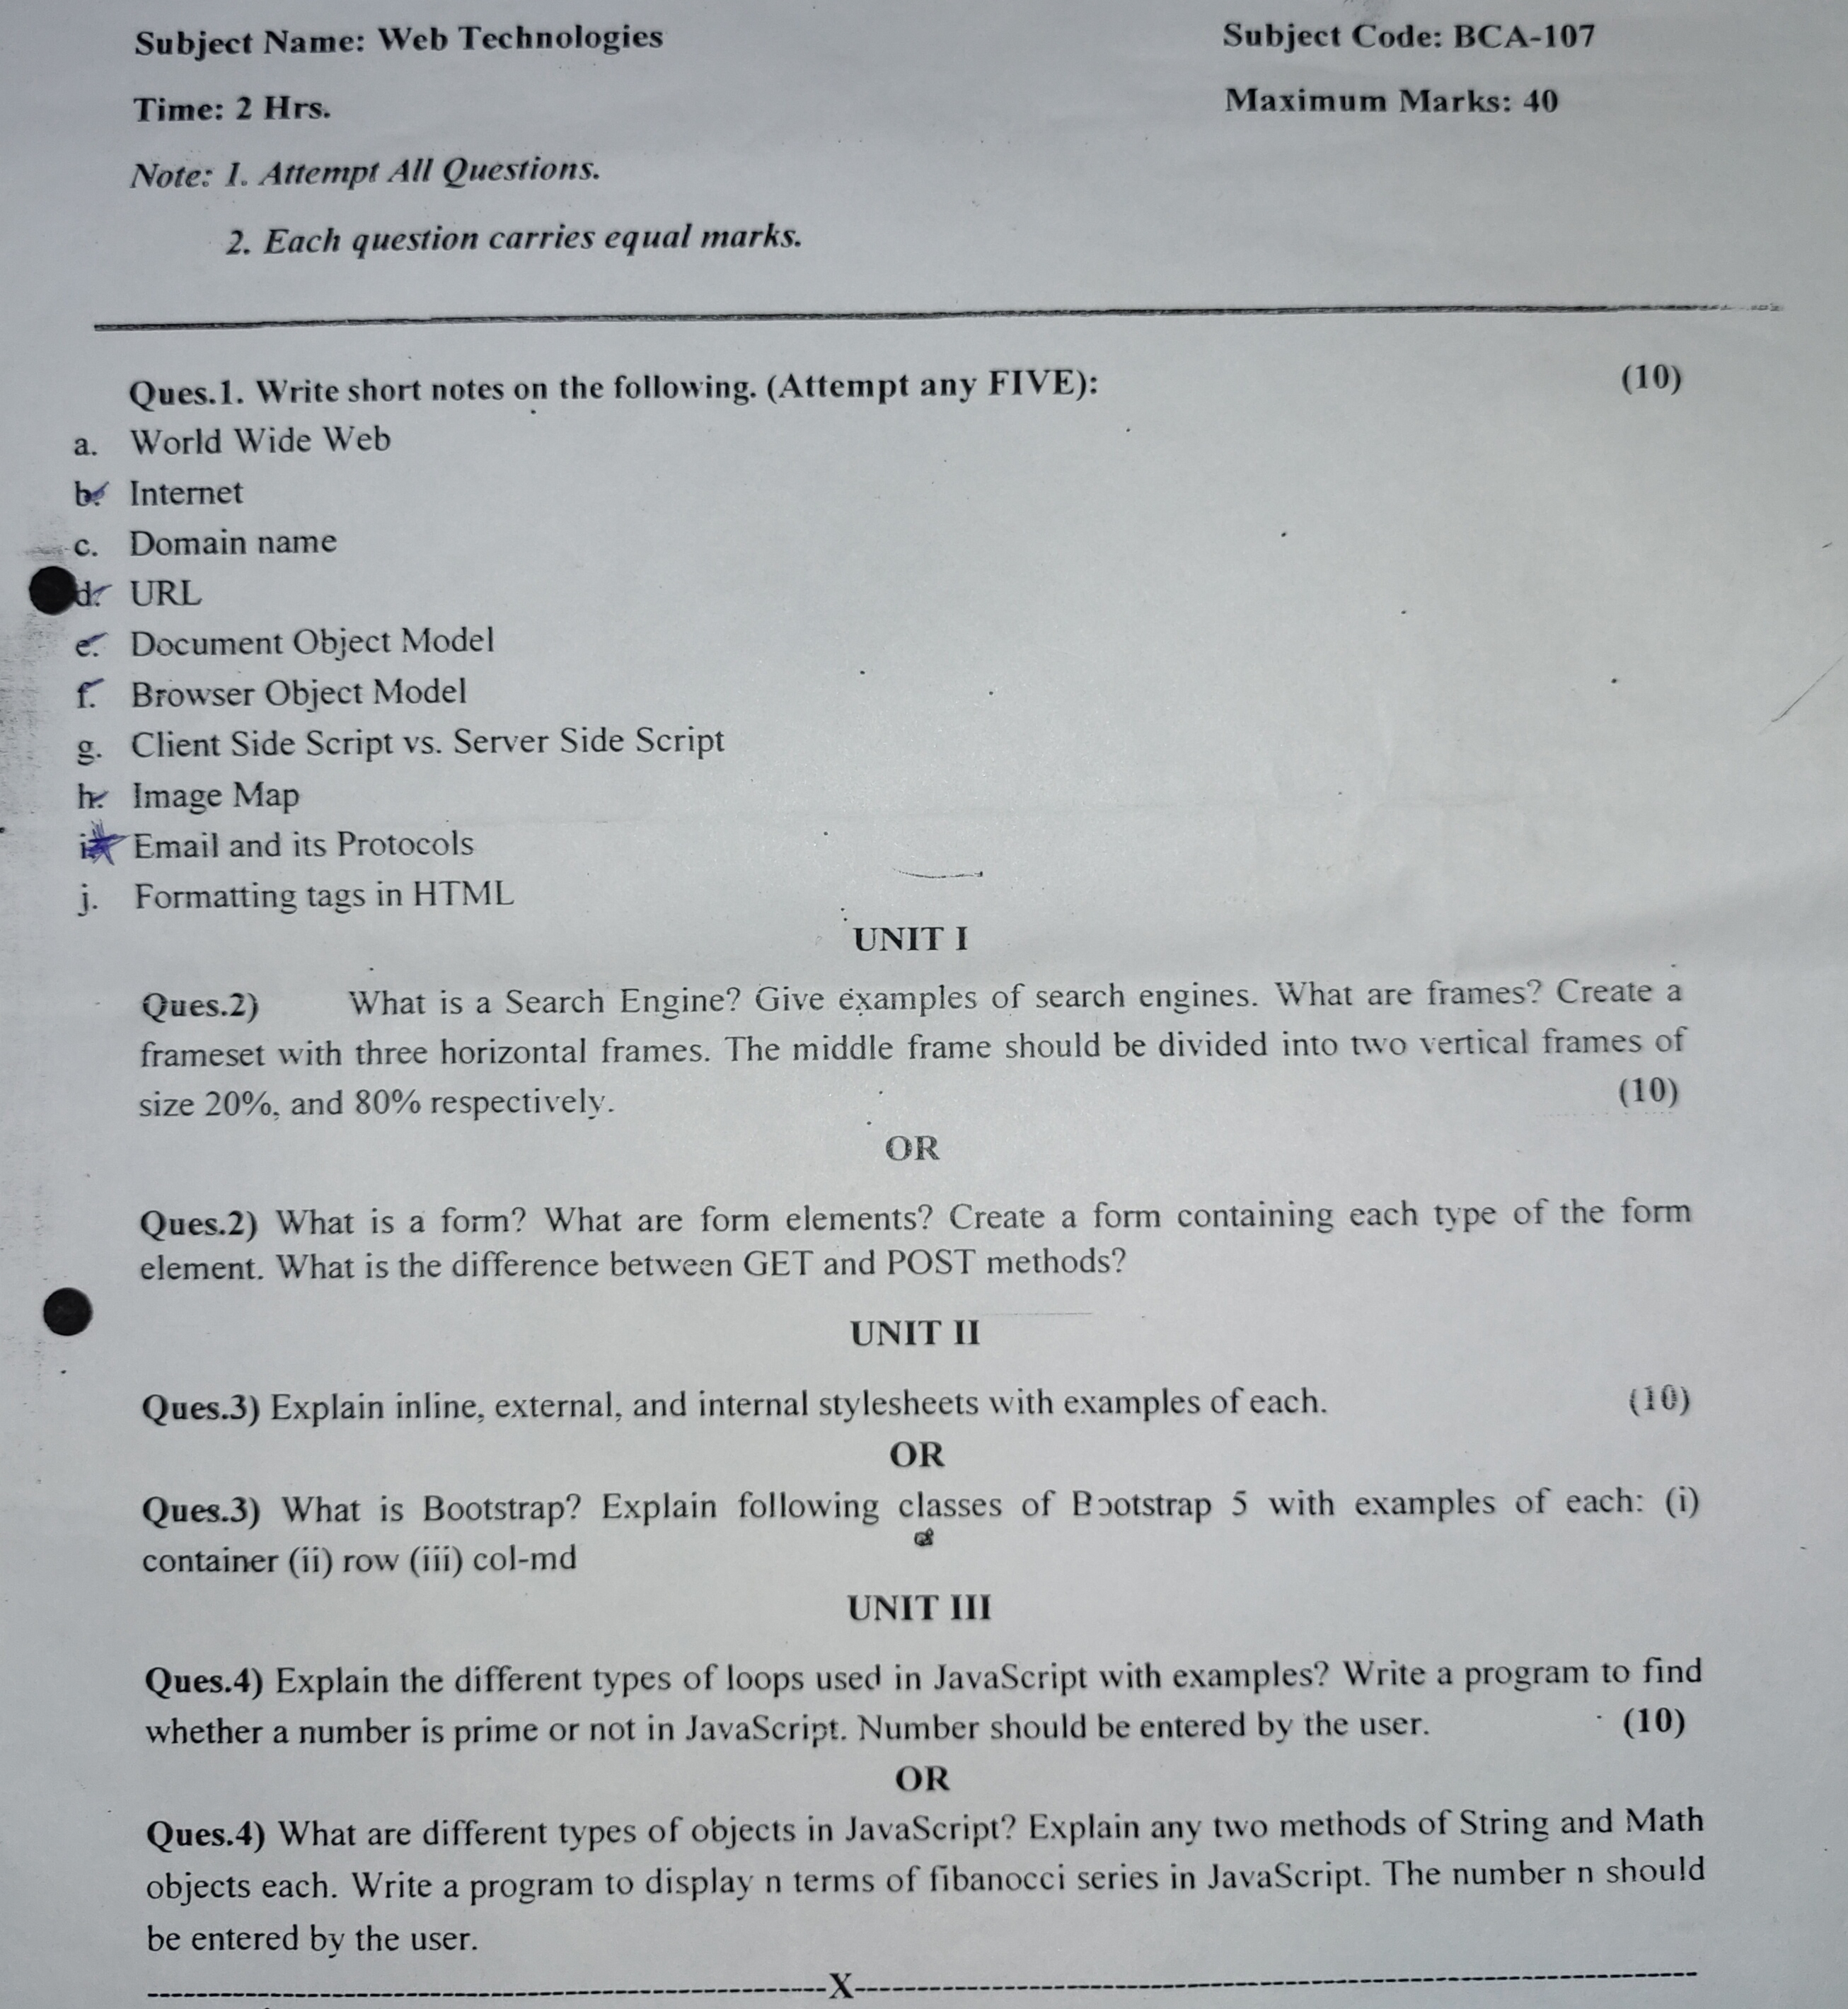 Subject Name: Web Technologies
Subject Code: BCA-107
Time: 2 Hrs.
Maximum Marks: 40
Note: 1. Attempt All Questions.
2. Each question carries equal marks.
Ques.1. Write short notes on the following. (Attempt any FIVE):
(10)
a. World Wide Web
b. Internet
c. Domain name
d. URL
e. Document Object Model
f. Browser Object Model
g. Client Side Script vs. Server Side Script
h. Image Map
i. Email and its Protocols
j. Formatting tags in HTML
UNIT I
Ques.2) What is a Search Engine? Give examples of search engines. What are frames? Create a
frameset with three horizontal frames. The middle frame should be divided into two vertical frames of
size 20%, and 80% respectively.
(10)
OR
Ques.2) What is a form? What are form elements? Create a form containing each type of the form
element. What is the difference between GET and POST methods?
UNIT II
Ques.3) Explain inline, external, and internal stylesheets with examples of each.
(10)
OR
Ques.3) What is Bootstrap? Explain following classes of Bootstrap 5 with examples of each: (i)
container (ii) row (iii) col-md
UNIT III
Ques.4) Explain the different types of loops used in JavaScript with examples? Write a program to find
whether a number is prime or not in JavaScript. Number should be entered by the user.
(10)
OR
Ques.4) What are different types of objects in JavaScript? Explain any two methods of String and Math
objects each. Write a program to display n terms of fibanocci series in JavaScript. The number n should
be entered by the user.
X